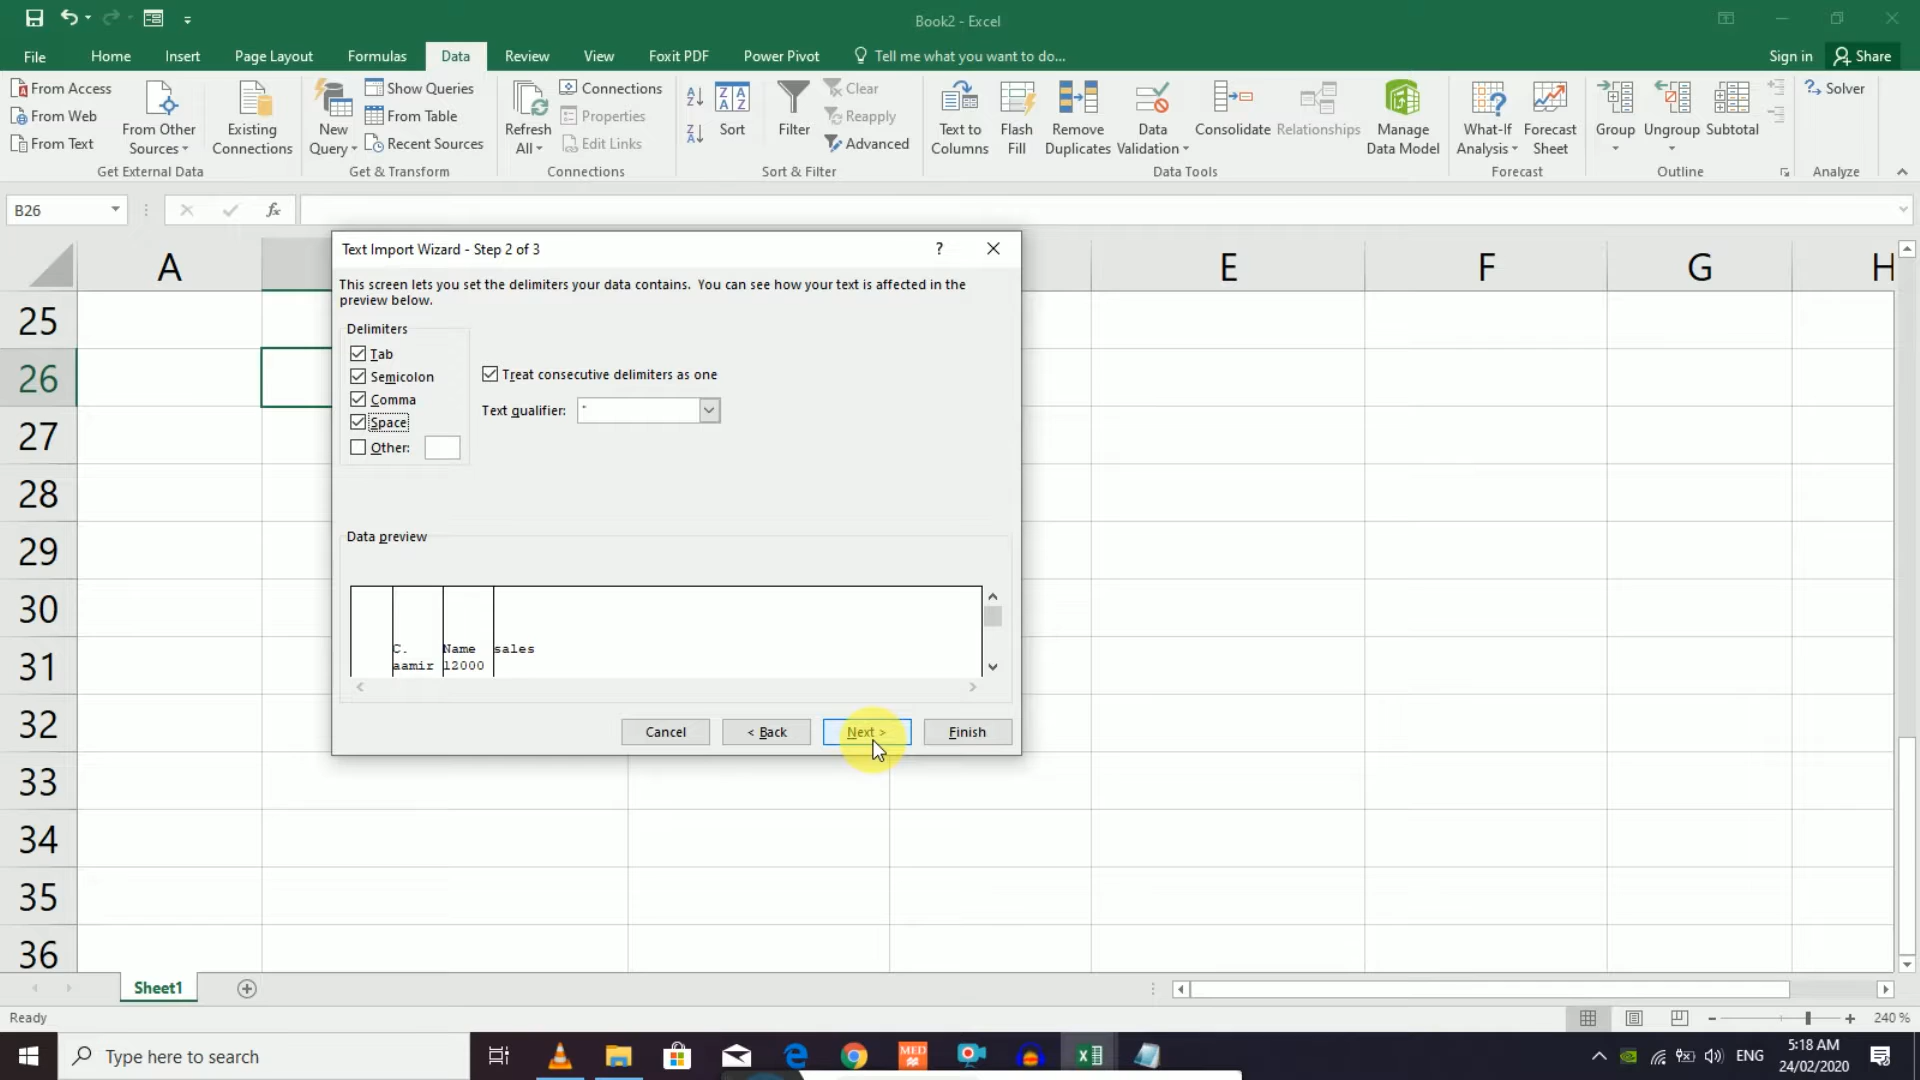 Book2 - Excel
File Home Insert Page Layout Formulas Data Review View Foxit PDF Power Pivot Tell me what you want to do... Sign in Share
From Access
From Web
From Text
From Other
Sources
Existing
Connections
Get External Data
New
Query
Show Queries
From Table
Recent Sources
Get & Transform
Refresh
All
Connections
Properties
Edit Links
Connections
Sort
Filter
Clear
Reapply
Advanced
Sort & Filter
Text to
Columns
Flash
Fill
Remove
Duplicates
Data
Validation
Consolidate
Relationships
Manage
Data Model
Data Tools
What-If
Analysis
Forecast
Sheet
Forecast
Group
Ungroup
Subtotal
Outline
Solver
Analyze
B26
fx
A E F G H
25
26
27
28
29
30
31
32
33
34
35
36
Text Import Wizard - Step 2 of 3 ?
This screen lets you set the delimiters your data contains. You can see how your text is affected in the
preview below.
Delimiters
Tab
Semicolon
Comma
Space
Other:
Treat consecutive delimiters as one
Text qualifier: "
Data preview
C. Name sales
aamir 12000
Cancel < Back Next > Finish
Sheet1
Ready
240 %
Type here to search
MED
ENG
5:18 AM
24/02/2020